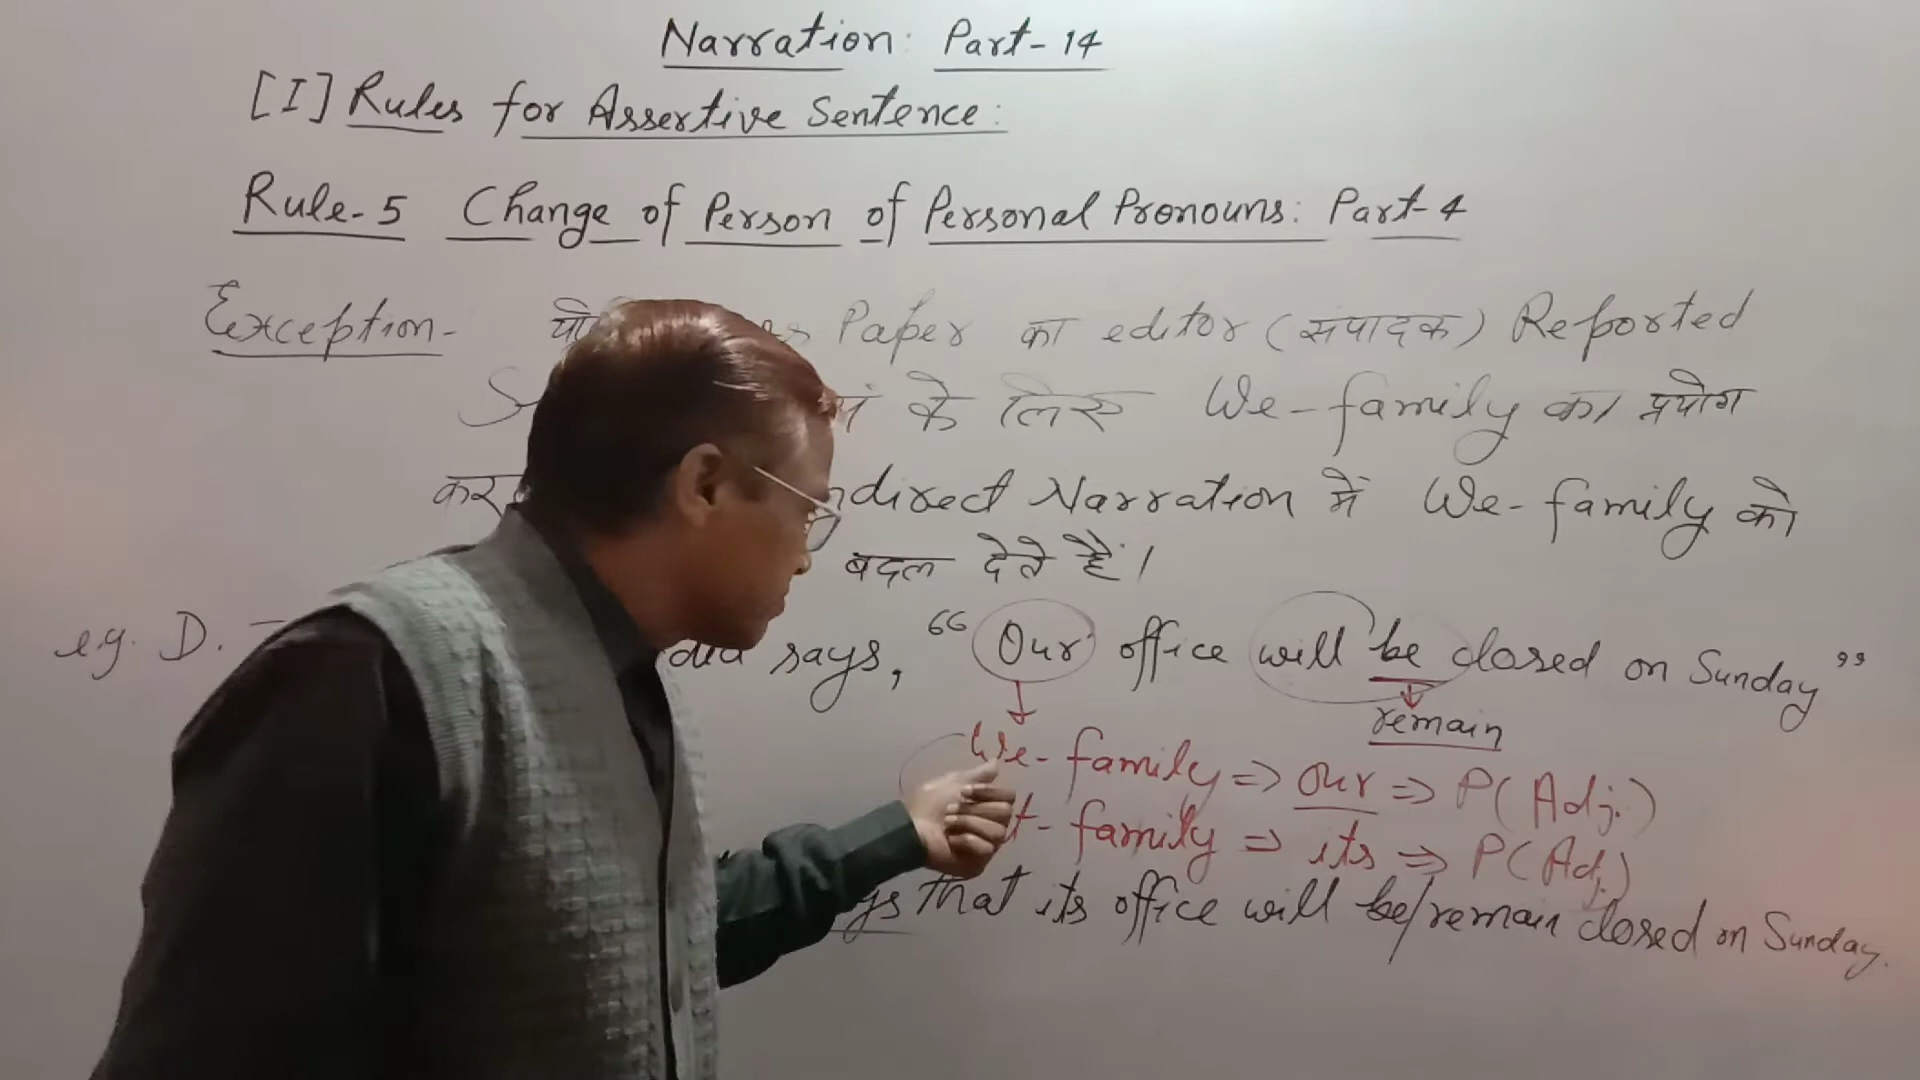 Narration: Part-14
[I] Rules for Assertive Sentence:
Rule-5 Change of Person of Personal Pronouns: Part-4
Exception- Paper का editor (संपादक) Reported
के लिए We-family का प्रयोग
Narration में We-family को
बदल देते हैं।
e.g. D. says, "Our office will be closed on Sunday"
remain
We-family => our => P(Adj.)
family => its => P(Adj.)
that its office will be/remain closed on Sunday.